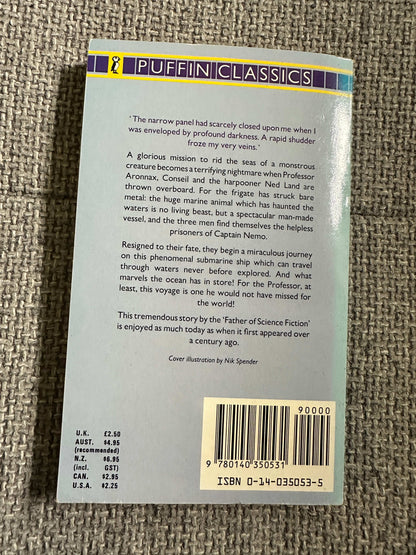 PUFFIN CLASSICS
‘The narrow panel had scarcely closed upon me when I
was enveloped by profound darkness. A rapid shudder
froze my very veins.’
A glorious mission to rid the seas of a monstrous
creature becomes a terrifying nightmare when Professor
Aronnax, Conseil and the harpooner Ned Land are
thrown overboard. For the frigate has struck bare
metal: the huge marine animal which has haunted the
waters is no living beast, but a spectacular man-made
vessel, and the three men find themselves the helpless
prisoners of Captain Nemo.
Resigned to their fate, they begin a miraculous journey
on this phenomenal submarine ship which can travel
through waters never before explored. And what
marvels the ocean has in store! For the Professor, at
least, this voyage is one he would not have missed for
the world!
This tremendous story by the ‘Father of Science Fiction’
is enjoyed as much today as when it first appeared over
a century ago.
Cover illustration by Nik Spender
U.K. £2.50
AUST. $4.95
(recommended)
N.Z. $6.95
(incl. GST)
CAN. $2.95
U.S.A. $2.25
90000
9 780140 350531
ISBN 0-14-035053-5